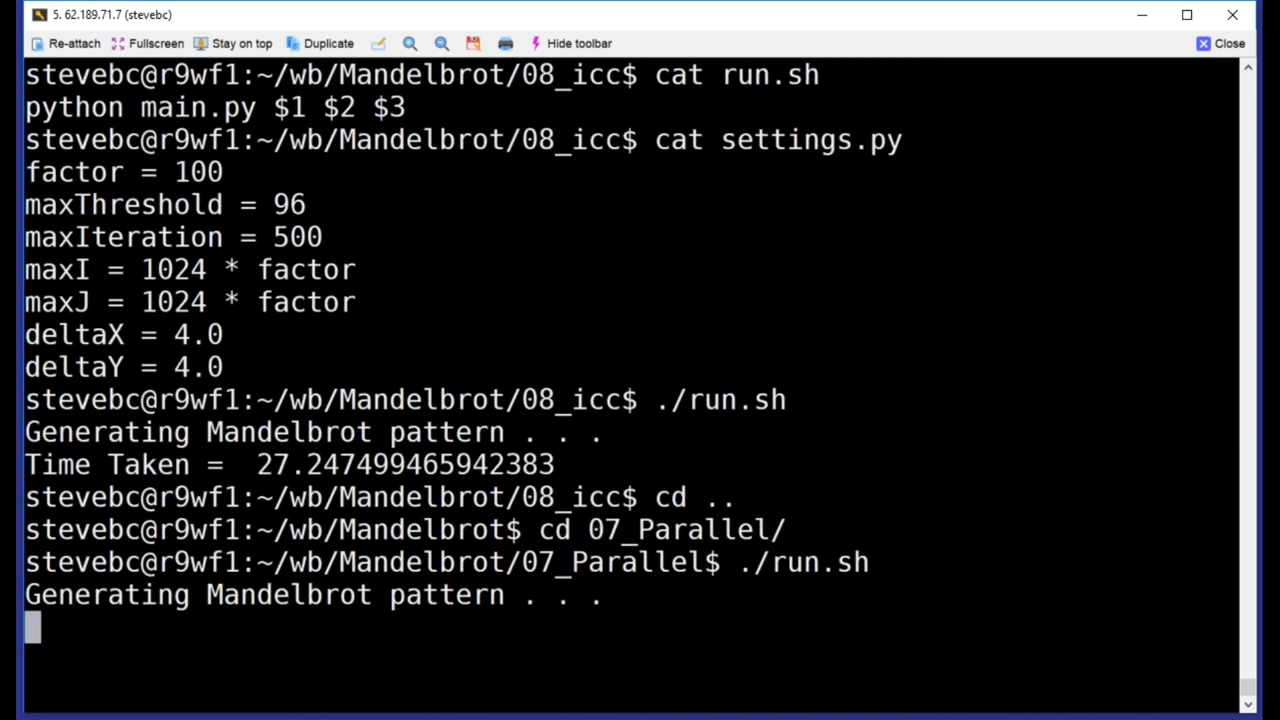 5. 62.189.71.7 (stevebc)
Re-attach Fullscreen Stay on top Duplicate Hide toolbar Close
stevebc@r9wf1:~/wb/Mandelbrot/08_icc$ cat run.sh
python main.py $1 $2 $3
stevebc@r9wf1:~/wb/Mandelbrot/08_icc$ cat settings.py
factor = 100
maxThreshold = 96
maxIteration = 500
maxI = 1024 * factor
maxJ = 1024 * factor
deltaX = 4.0
deltaY = 4.0
stevebc@r9wf1:~/wb/Mandelbrot/08_icc$ ./run.sh
Generating Mandelbrot pattern . . .
Time Taken =  27.247499465942383
stevebc@r9wf1:~/wb/Mandelbrot/08_icc$ cd ..
stevebc@r9wf1:~/wb/Mandelbrot$ cd 07_Parallel/
stevebc@r9wf1:~/wb/Mandelbrot/07_Parallel$ ./run.sh
Generating Mandelbrot pattern . . .